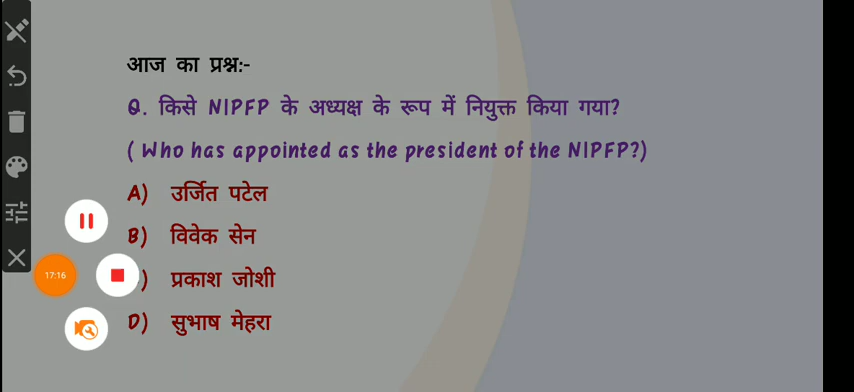 आज का प्रश्न:-
Q. किसे NIPFP के अध्यक्ष के रूप में नियुक्त किया गया?
( Who has appointed as the president of the NIPFP?)
A) उर्जित पटेल
B) विवेक सेन
) प्रकाश जोशी
D) सुभाष मेहरा
17:16